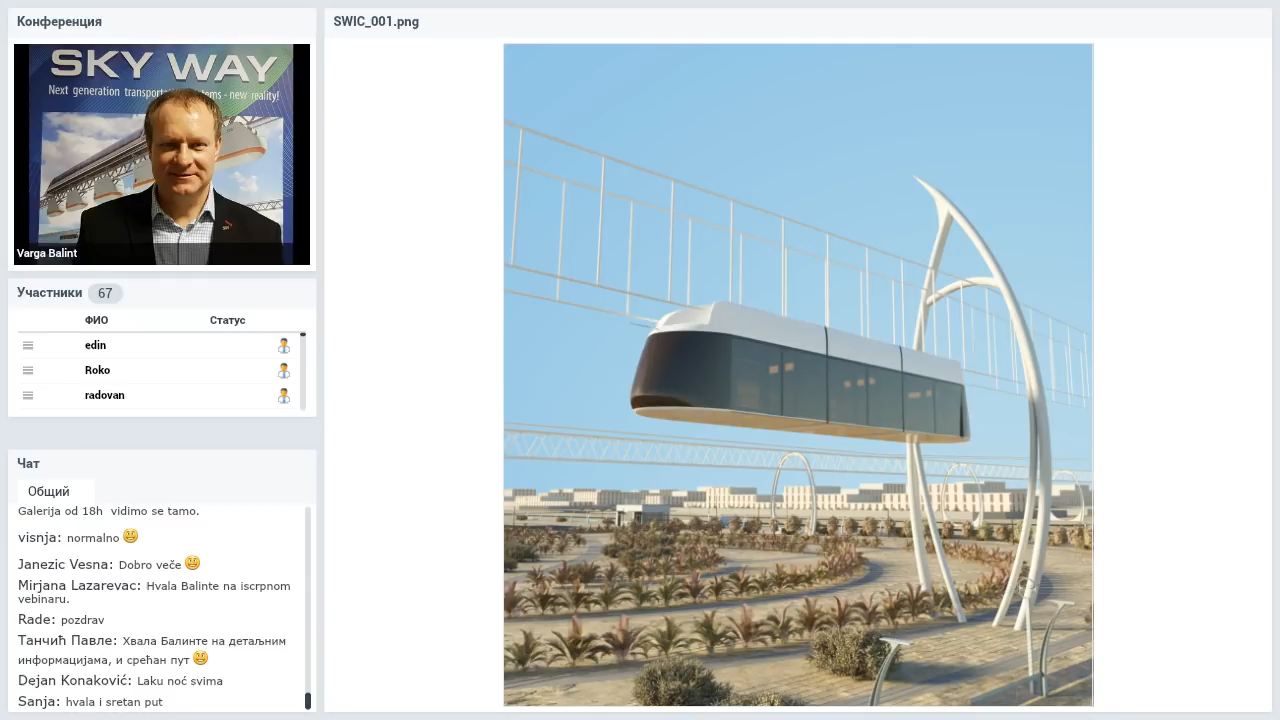 Конференция
SKY WAY
Next generation transportation systems - new reality!
Varga Balint
Участники 67
ФИО Статус
edin
Roko
radovan
Чат
Общий
Galerija od 18h vidimo se tamo.
visnja: normalno
Janezic Vesna: Dobro veče
Mirjana Lazarevac: Hvala Balinte na iscrpnom
vebinaru.
Rade: pozdrav
Танчић Павле: Хвала Балинте на детаљним
информацијама, и срећан пут
Dejan Konaković: Laku noć svima
Sanja: hvala i sretan put
SWIC_001.png